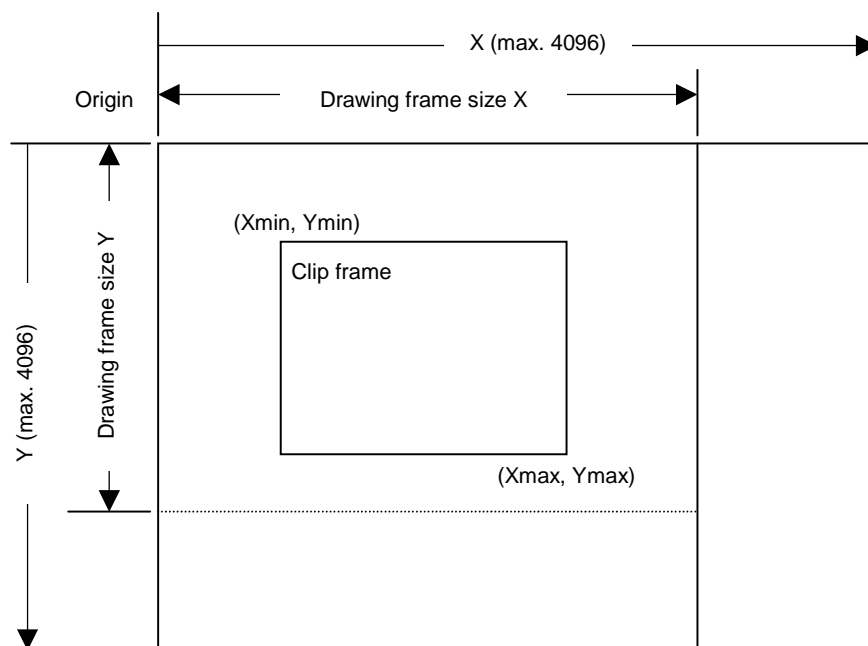 X (max. 4096)
Origin
Drawing frame size X
Y (max. 4096)
Drawing frame size Y
(Xmin, Ymin)
Clip frame
(Xmax, Ymax)